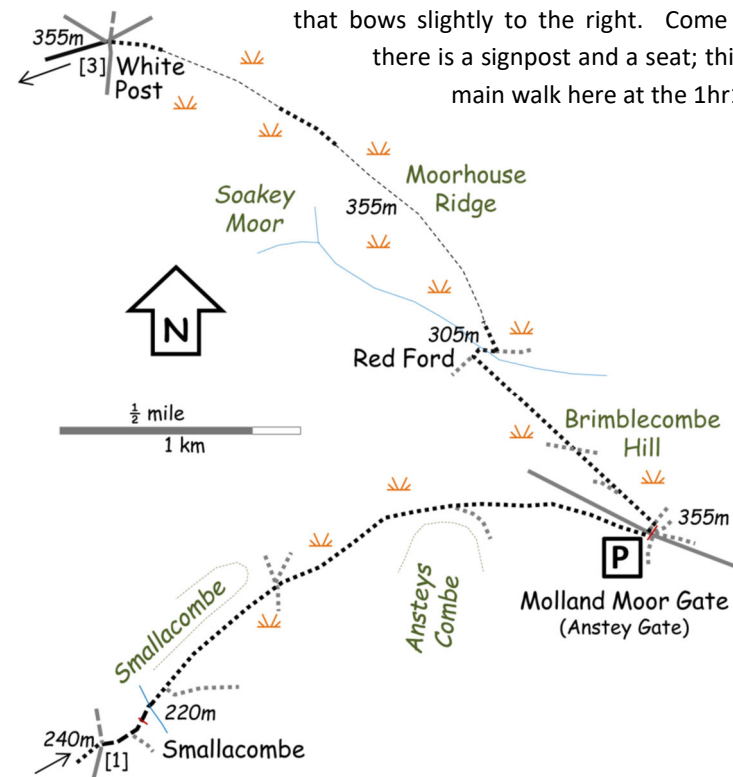 that bows slightly to the right. Come
there is a signpost and a seat; thi
main walk here at the 1hr
355m
[3] White
Post
Moorhouse
Ridge
Soakey
Moor
355m
N
305m
Red Ford
½ mile
1 km
Brimblecombe
Hill
355m
P
Molland Moor Gate
(Anstey Gate)
Ansteys
Combe
Smallacombe
220m
240m
[1]
Smallacombe